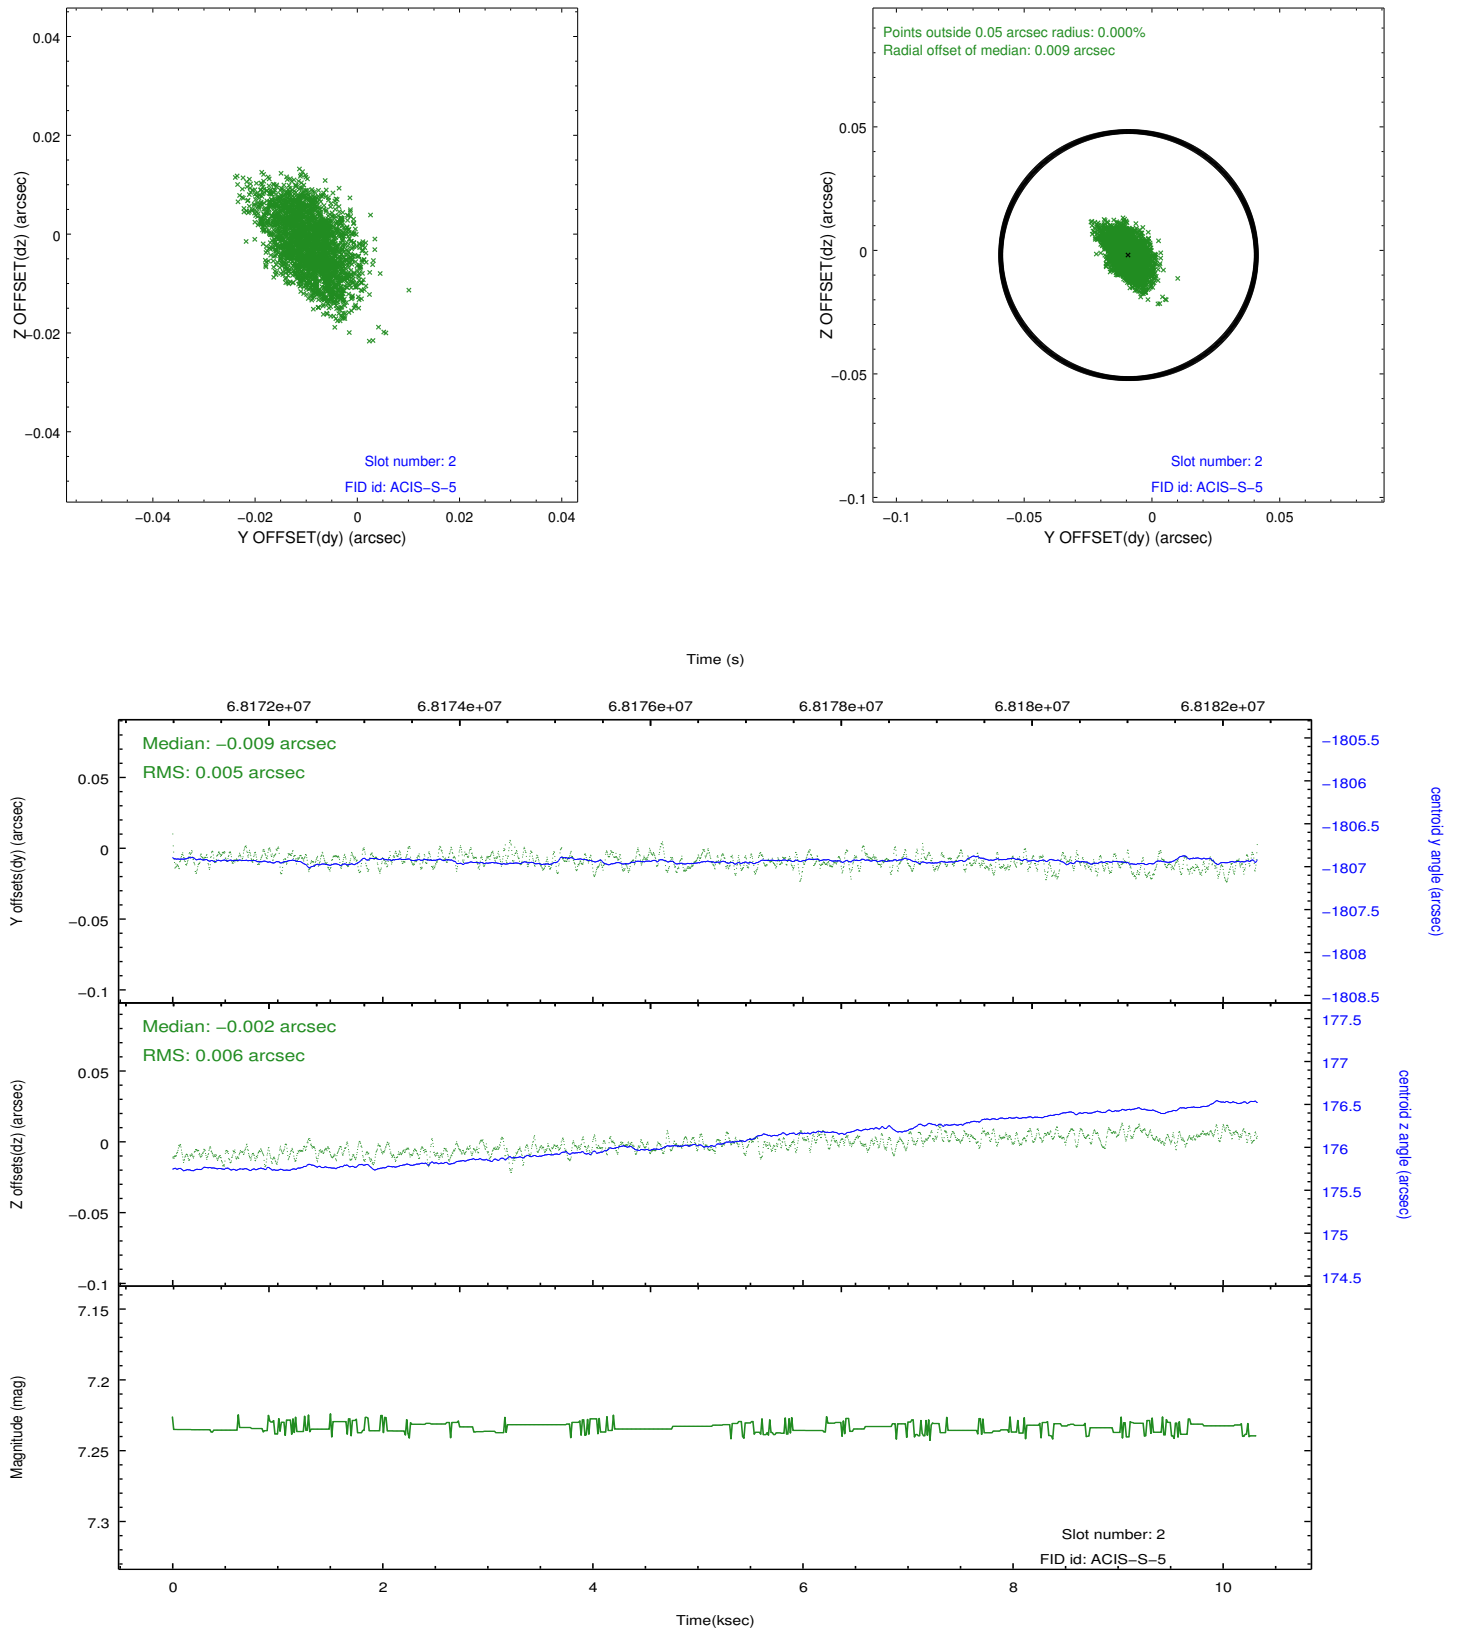 0.04
0.02
0
−0.02
−0.04
Z OFFSET(dz) (arcsec)
Slot number: 2
FID id: ACIS−S−5
−0.04
−0.02
0
0.02
0.04
Y OFFSET(dy) (arcsec)
Points outside 0.05 arcsec radius: 0.000%
Radial offset of median: 0.009 arcsec
0.05
0
−0.05
−0.1
Z OFFSET(dz) (arcsec)
Slot number: 2
FID id: ACIS−S−5
−0.1
−0.05
0
0.05
Y OFFSET(dy) (arcsec)
Time (s)
6.8172e+07
6.8174e+07
6.8176e+07
6.8178e+07
6.818e+07
6.8182e+07
Median: −0.009 arcsec
RMS: 0.005 arcsec
0.05
0
−0.05
−0.1
Y offsets(dy) (arcsec)
−1805.5
−1806
−1806.5
−1807
−1807.5
−1808
−1808.5
centroid y angle (arcsec)
Median: −0.002 arcsec
RMS: 0.006 arcsec
0.05
0
−0.05
−0.1
Z offsets(dz) (arcsec)
177.5
177
176.5
176
175.5
175
174.5
centroid z angle (arcsec)
7.15
7.2
7.25
7.3
Magnitude (mag)
Slot number: 2
FID id: ACIS−S−5
0
2
4
6
8
10
Time(ksec)